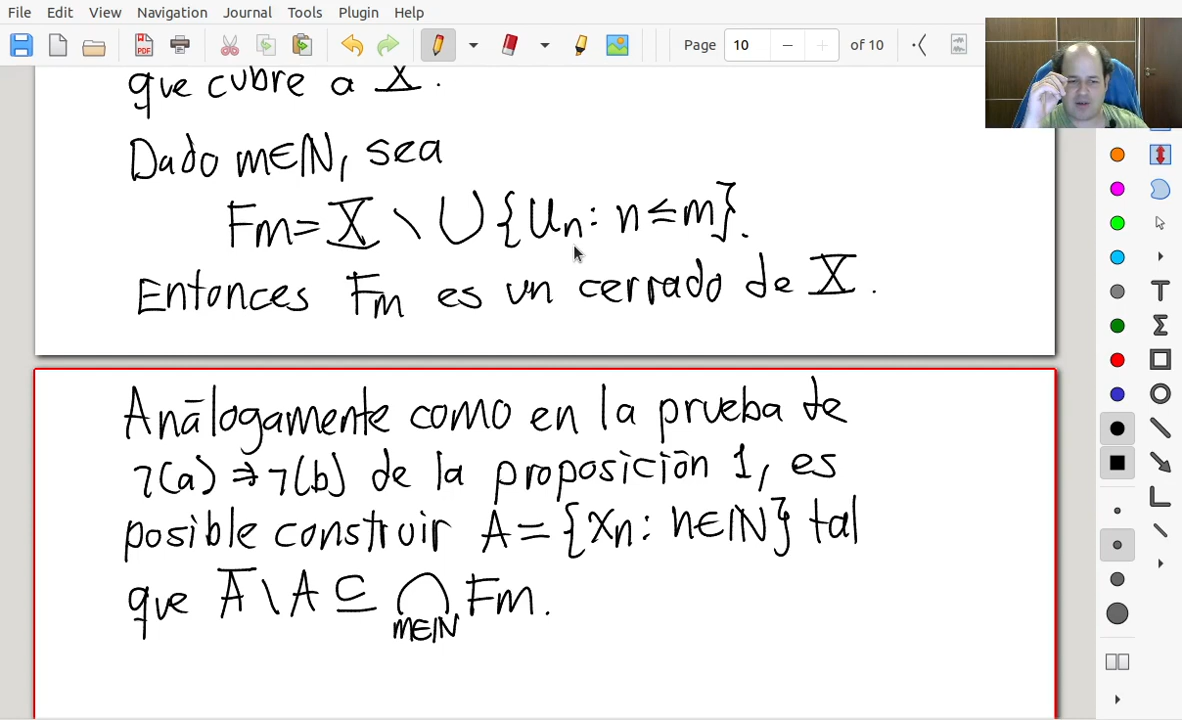 File Edit View Navigation Journal Tools Plugin Help
Page 10 of 10
que cubre a X.
Dado m∈ℕ, sea
Fm = X \ ∪ {Un: n ≤ m}.
Entonces Fm es un cerrado de X.
Análogamente como en la prueba de
¬(a) ⇒ ¬(b) de la proposición 1, es
posible construir A = {Xn: n∈ℕ} tal
que A̅ \ A ⊆ ⋂ Fm.
m∈ℕ